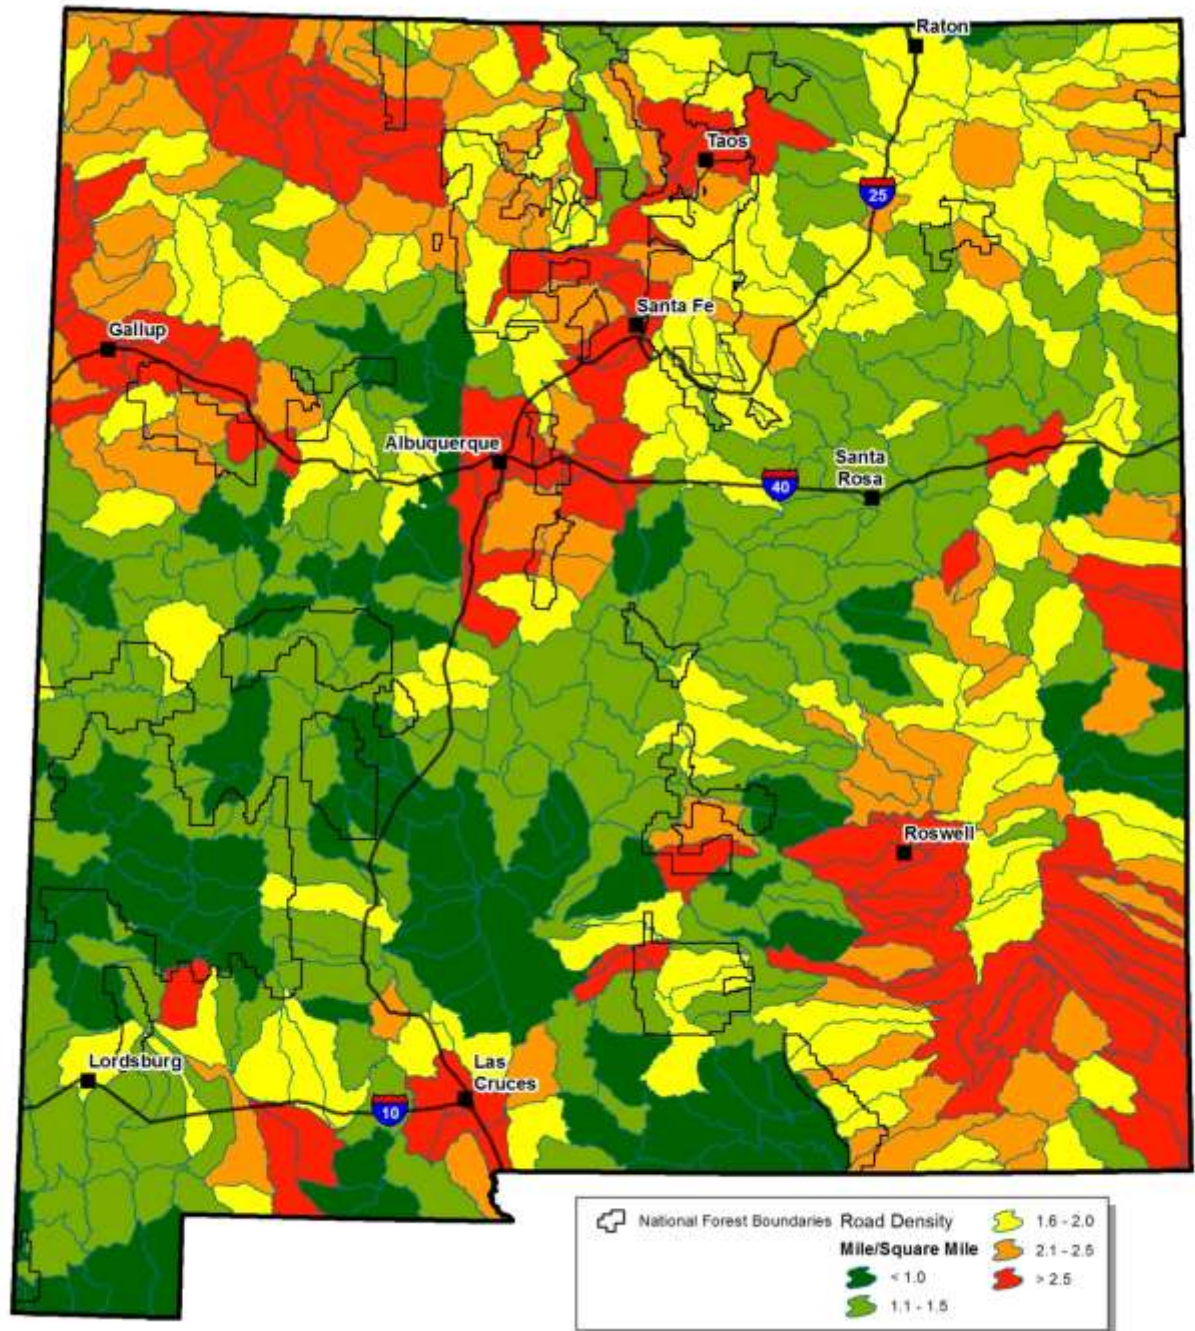 Raton
Taos
25
Santa Fe
Gallup
Albuquerque
Santa
Rosa
40
Roswell
Lordsburg
Las
Cruces
10
National Forest Boundaries
Road Density
Mile/Square Mile
< 1.0
1.1 - 1.5
1.6 - 2.0
2.1 - 2.5
> 2.5